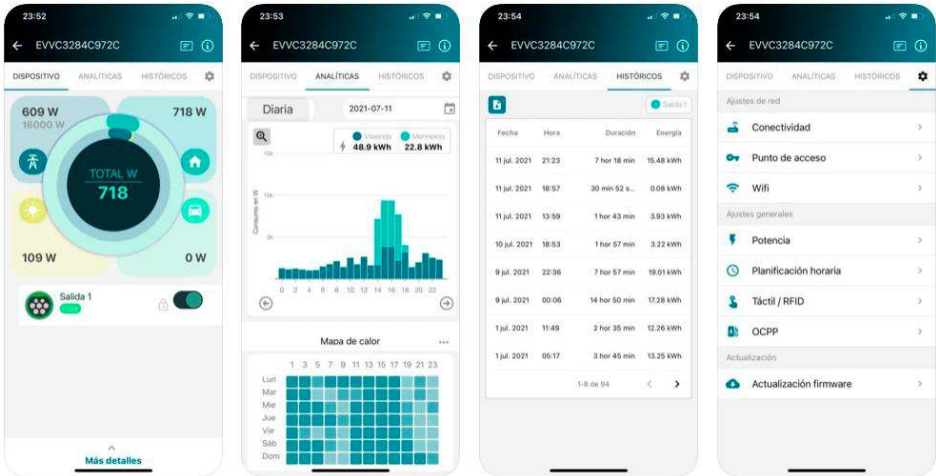 23:52
EVVC3284C972C
DISPOSITIVO ANALÍTICAS HISTÓRICOS
609 W 718 W
16000 W
TOTAL W
718
109 W 0 W
Salida 1
Más detalles
23:53
EVVC3284C972C
DISPOSITIVO ANALÍTICAS HISTÓRICOS
Diaria 2021-07-11
Vivienda Mennekes
48.9 kWh 22.8 kWh
Consumo en W
15k
10k
5k
0 2 4 6 8 10 12 14 16 18 20 22
Mapa de calor
1 3 5 7 9 11 13 15 17 19 21 23
Lun
Mar
Mie
Jue
Vie
Sáb
Dom
23:54
EVVC3284C972C
DISPOSITIVO ANALÍTICAS HISTÓRICOS
Salida 1
Fecha Hora Duración Energía
11 jul. 2021 21:23 7 hor 18 min 15.48 kWh
11 jul. 2021 18:57 30 min 52 s... 0.08 kWh
11 jul. 2021 13:59 1 hor 43 min 3.93 kWh
10 jul. 2021 18:53 1 hor 57 min 3.22 kWh
9 jul. 2021 22:36 7 hor 57 min 19.01 kWh
9 jul. 2021 00:06 14 hor 50 min 17.28 kWh
1 jul. 2021 11:49 2 hor 35 min 12.26 kWh
1 jul. 2021 05:17 3 hor 45 min 13.25 kWh
1-8 de 94
23:54
EVVC3284C972C
DISPOSITIVO ANALÍTICAS HISTÓRICOS
Ajustes de red
Conectividad
Punto de acceso
Wifi
Ajustes generales
Potencia
Planificación horaria
Táctil / RFID
OCPP
Actualización
Actualización firmware